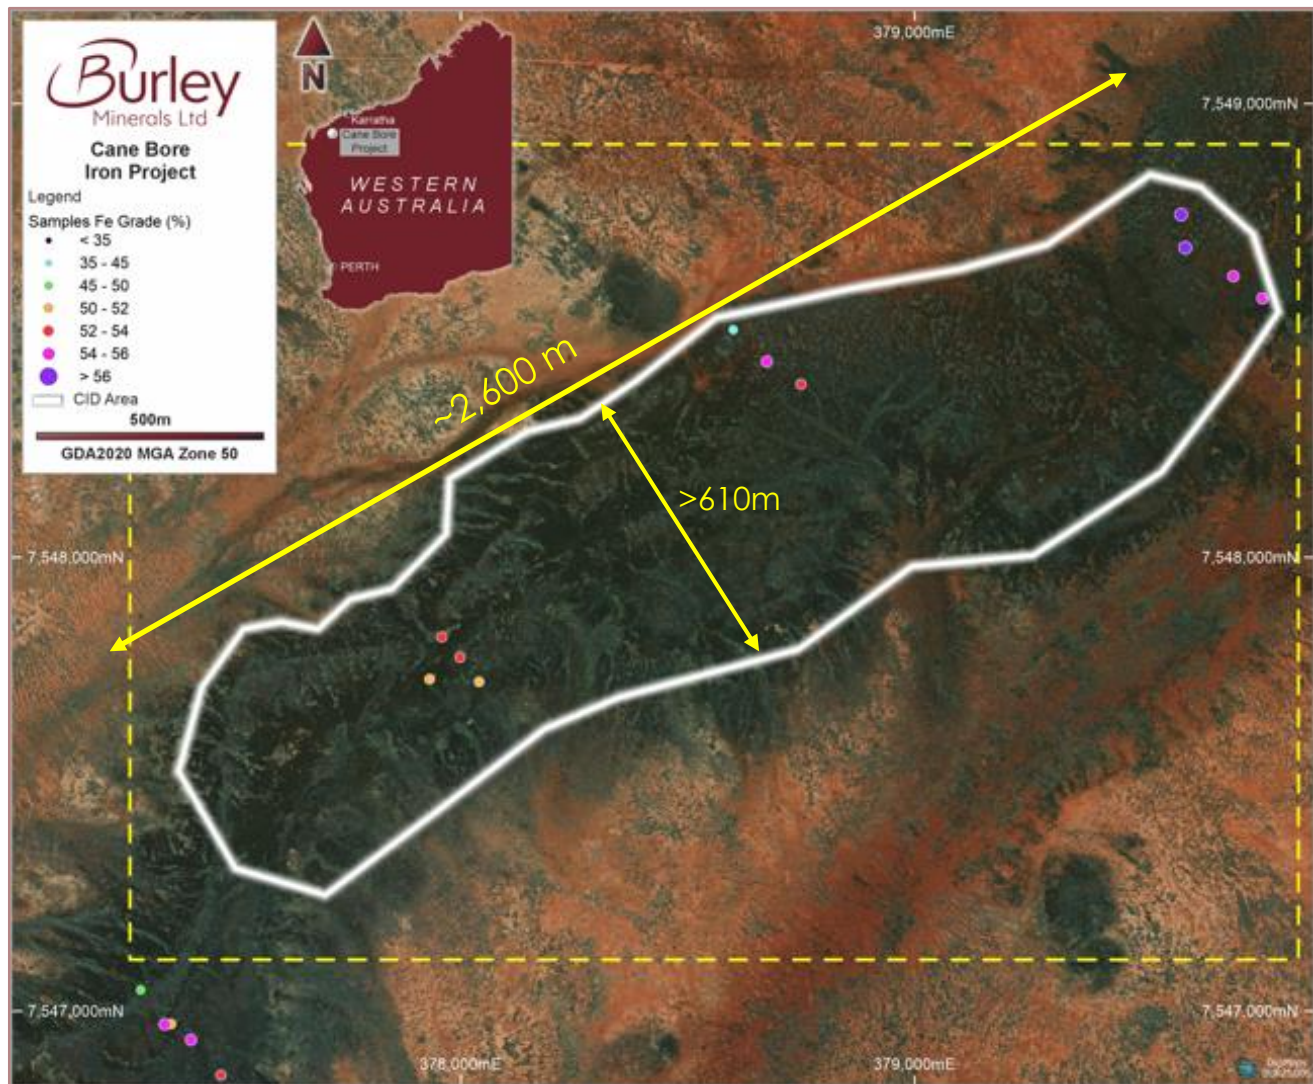 Burley
Minerals Ltd
Cane Bore
Iron Project
Legend
Samples Fe Grade (%)
< 35
35 - 45
45 - 50
50 - 52
52 - 54
54 - 56
> 56
CID Area
500m
GDA2020 MGA Zone 50
N
Karratha
Cane Bore
Project
WESTERN
AUSTRALIA
PERTH
379,000mE
7,549,000mN
~2,600 m
>610m
7,548,000mN
7,548,000mN
7,547,000mN
7,547,000mN
378,000mE
379,000mE